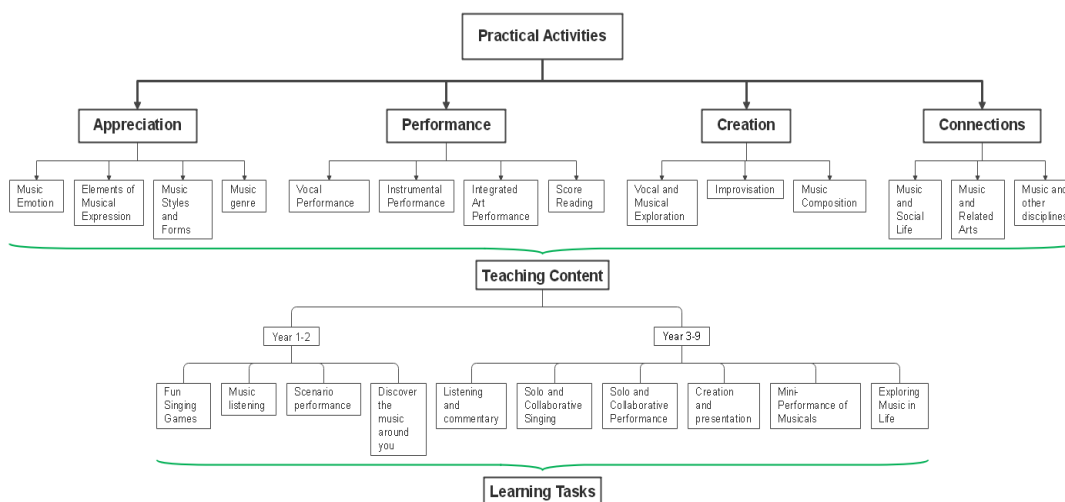 Practical Activities
Appreciation
Performance
Creation
Connections
Music
Emotion
Elements of
Musical
Expression
Music
Styles
and
Forms
Music
genre
Vocal
Performance
Instrumental
Performance
Integrated
Art
Performance
Score
Reading
Vocal and
Musical
Exploration
Improvisation
Music
Composition
Music
and
Social
Life
Music
and
Related
Arts
Music and
other
disciplines
Teaching Content
Year 1-2
Year 3-9
Fun
Singing
Games
Music
listening
Scenario
performance
Discover
the
music
around
you
Listening
and
commentary
Solo and
Collaborative
Singing
Solo and
Collaborative
Performance
Creation
and
presentation
Mini-
Performance of
Musicals
Exploring
Music in
Life
Learning Tasks